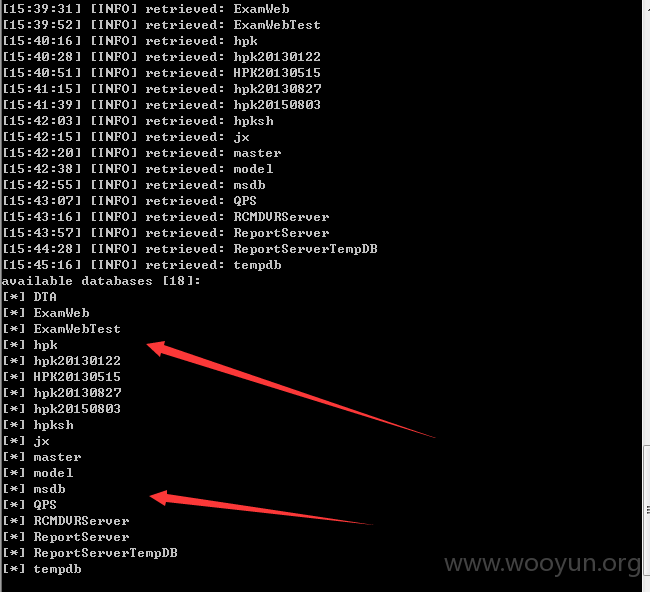 [15:39:31] [INFO] retrieved: ExamWeb
[15:39:52] [INFO] retrieved: ExamWebTest
[15:40:16] [INFO] retrieved: hpk
[15:40:28] [INFO] retrieved: hpk20130122
[15:40:51] [INFO] retrieved: HPK20130515
[15:41:15] [INFO] retrieved: hpk20130827
[15:41:39] [INFO] retrieved: hpk20150803
[15:42:03] [INFO] retrieved: hpksh
[15:42:15] [INFO] retrieved: jx
[15:42:20] [INFO] retrieved: master
[15:42:38] [INFO] retrieved: model
[15:42:55] [INFO] retrieved: msdb
[15:43:07] [INFO] retrieved: QPS
[15:43:16] [INFO] retrieved: RCMDVRServer
[15:43:57] [INFO] retrieved: ReportServer
[15:44:28] [INFO] retrieved: ReportServerTempDB
[15:45:16] [INFO] retrieved: tempdb
available databases [18]:
[*] DTA
[*] ExamWeb
[*] ExamWebTest
[*] hpk
[*] hpk20130122
[*] HPK20130515
[*] hpk20130827
[*] hpk20150803
[*] hpksh
[*] jx
[*] master
[*] model
[*] msdb
[*] QPS
[*] RCMDVRServer
[*] ReportServer
[*] ReportServerTempDB
[*] tempdb
www.wooyun.org